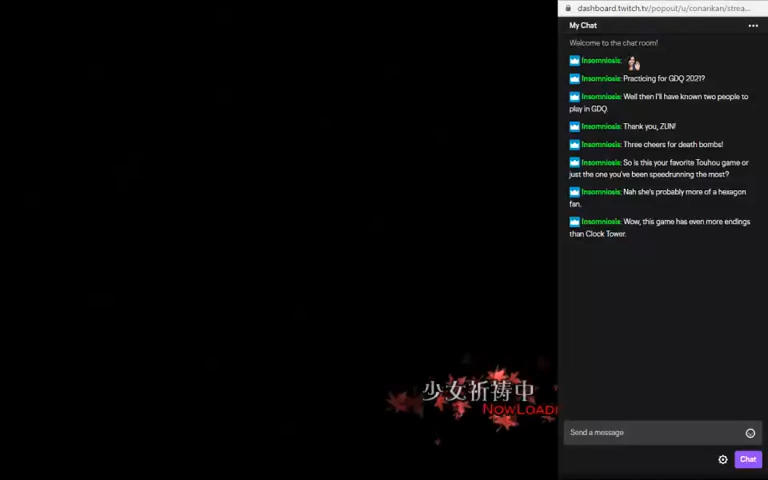 dashboard.twitch.tv/popout/u/conarikan/strea...
My Chat
Welcome to the chat room!
Insomniosis:
Insomniosis: Practicing for GDQ 2021?
Insomniosis: Well then I'll have known two people to
play in GDQ.
Insomniosis: Thank you, ZUN!
Insomniosis: Three cheers for death bombs!
Insomniosis: So is this your favorite Touhou game or
just the one you've been speedrunning the most?
Insomniosis: Nah she's probably more of a hexagon
fan.
Insomniosis: Wow, this game has even more endings
than Clock Tower.
少女祈祷中
NowLoadi
Send a message
Chat